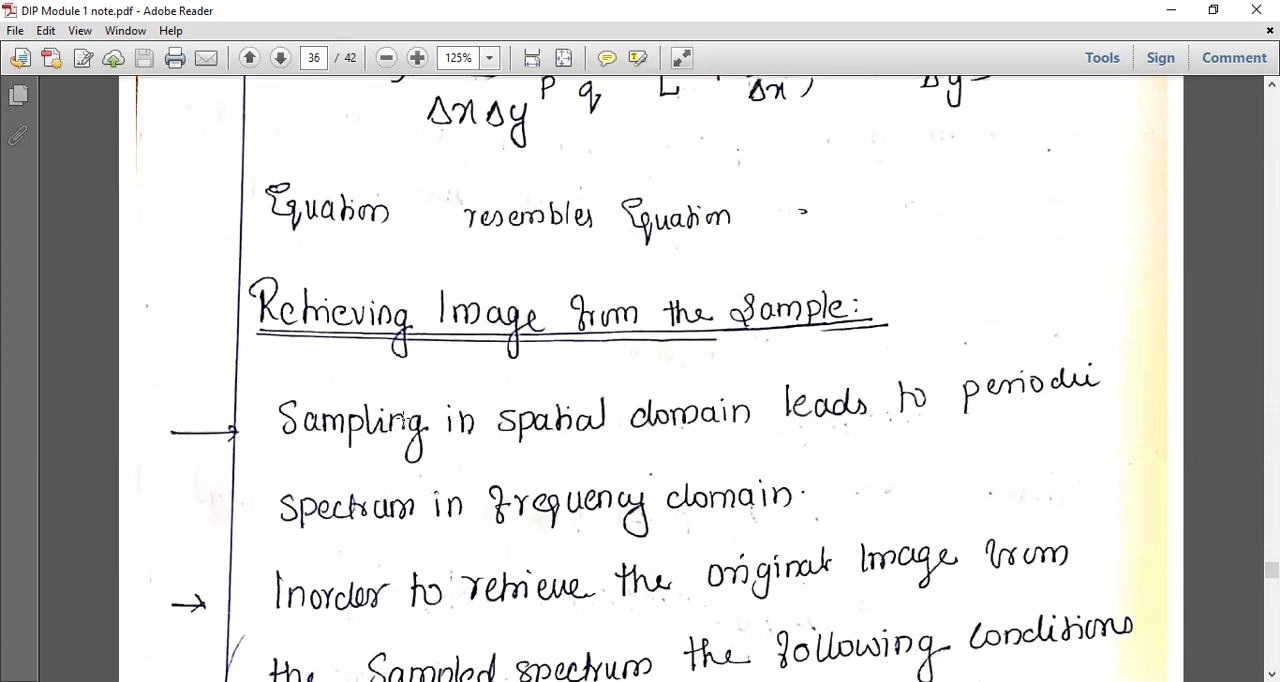 DIP Module 1 note.pdf - Adobe Reader
File Edit View Window Help
36 / 42 125% Tools Sign Comment
Δx Δy p q Δx ) Δy
Equation resembles Equation
Retrieving Image from the Sample:
Sampling in spatial domain leads to periodic
spectrum in frequency domain.
Inorder to retrieve the original Image from
the Sampled spectrum the following conditions